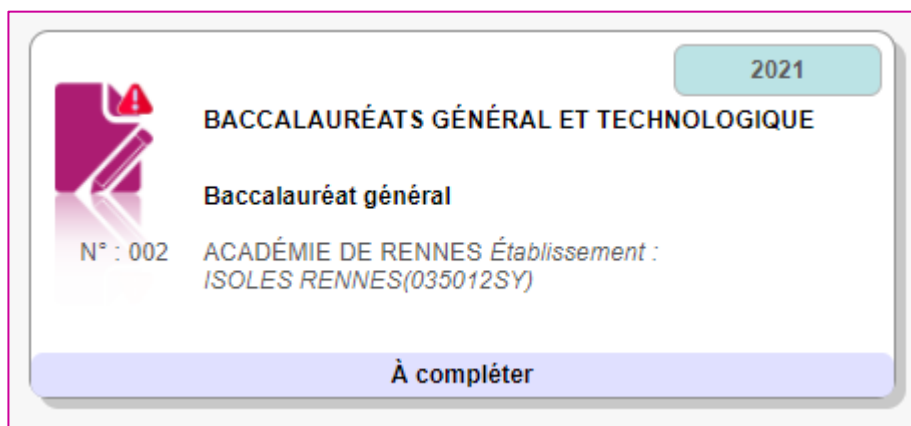 2021
BACCALAURÉATS GÉNÉRAL ET TECHNOLOGIQUE
Baccalauréat général
N° : 002 ACADÉMIE DE RENNES Établissement :
ISOLES RENNES(035012SY)
À compléter